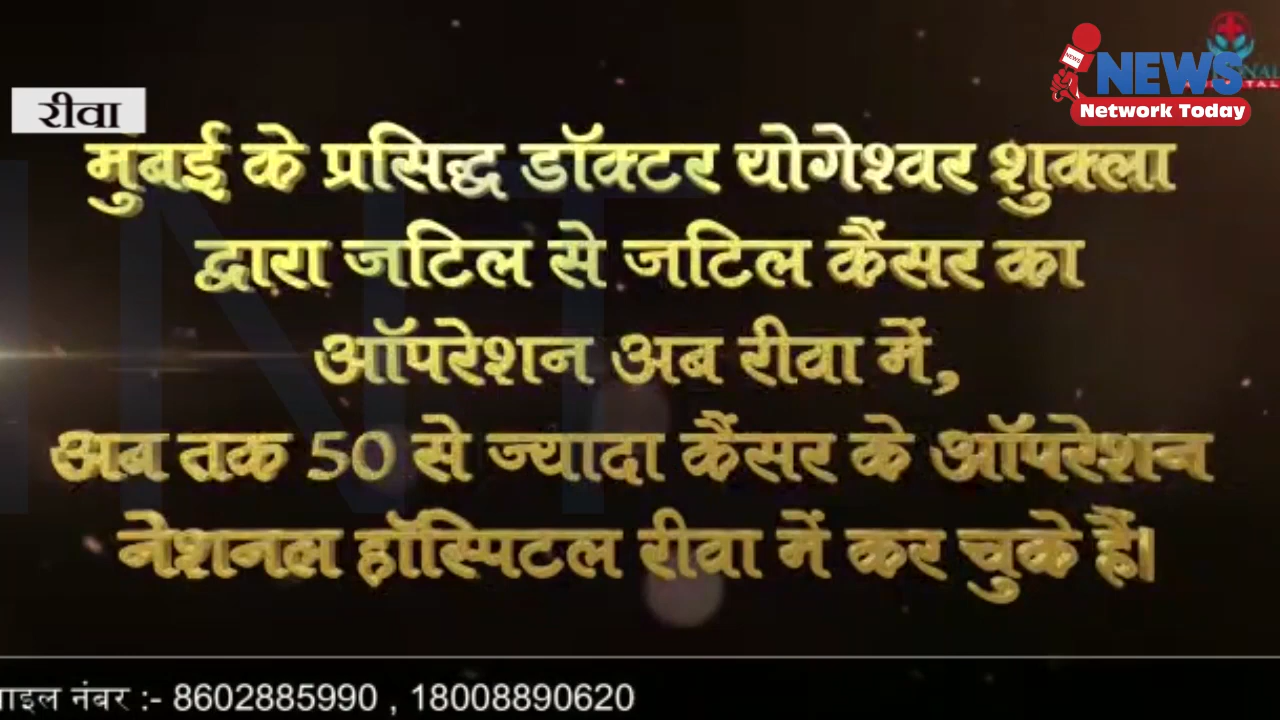 NEWS
Network Today
रीवा
मुंबई के प्रसिद्ध डॉक्टर योगेश्वर शुक्ला
द्वारा जटिल से जटिल कैंसर का
ऑपरेशन अब रीवा में,
अब तक 50 से ज्यादा कैंसर के ऑपरेशन
नेशनल हॉस्पिटल रीवा में कर चुके हैं।
नंबर :- 8602885990 , 18008890620